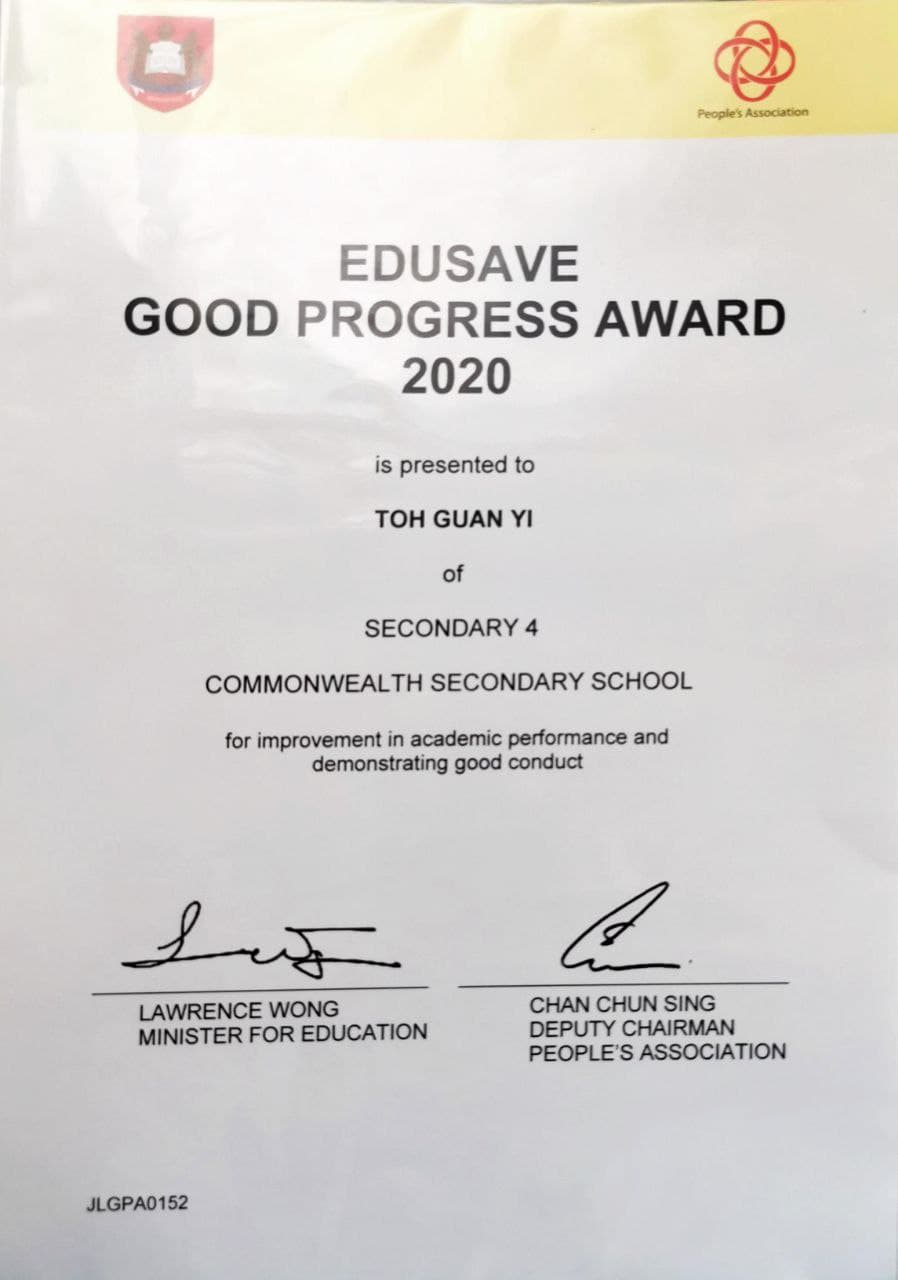 People's Association
EDUSAVE
GOOD PROGRESS AWARD
2020
is presented to
TOH GUAN YI
of
SECONDARY 4
COMMONWEALTH SECONDARY SCHOOL
for improvement in academic performance and
demonstrating good conduct
LAWRENCE WONG
MINISTER FOR EDUCATION
CHAN CHUN SING
DEPUTY CHAIRMAN
PEOPLE'S ASSOCIATION
JLGPA0152